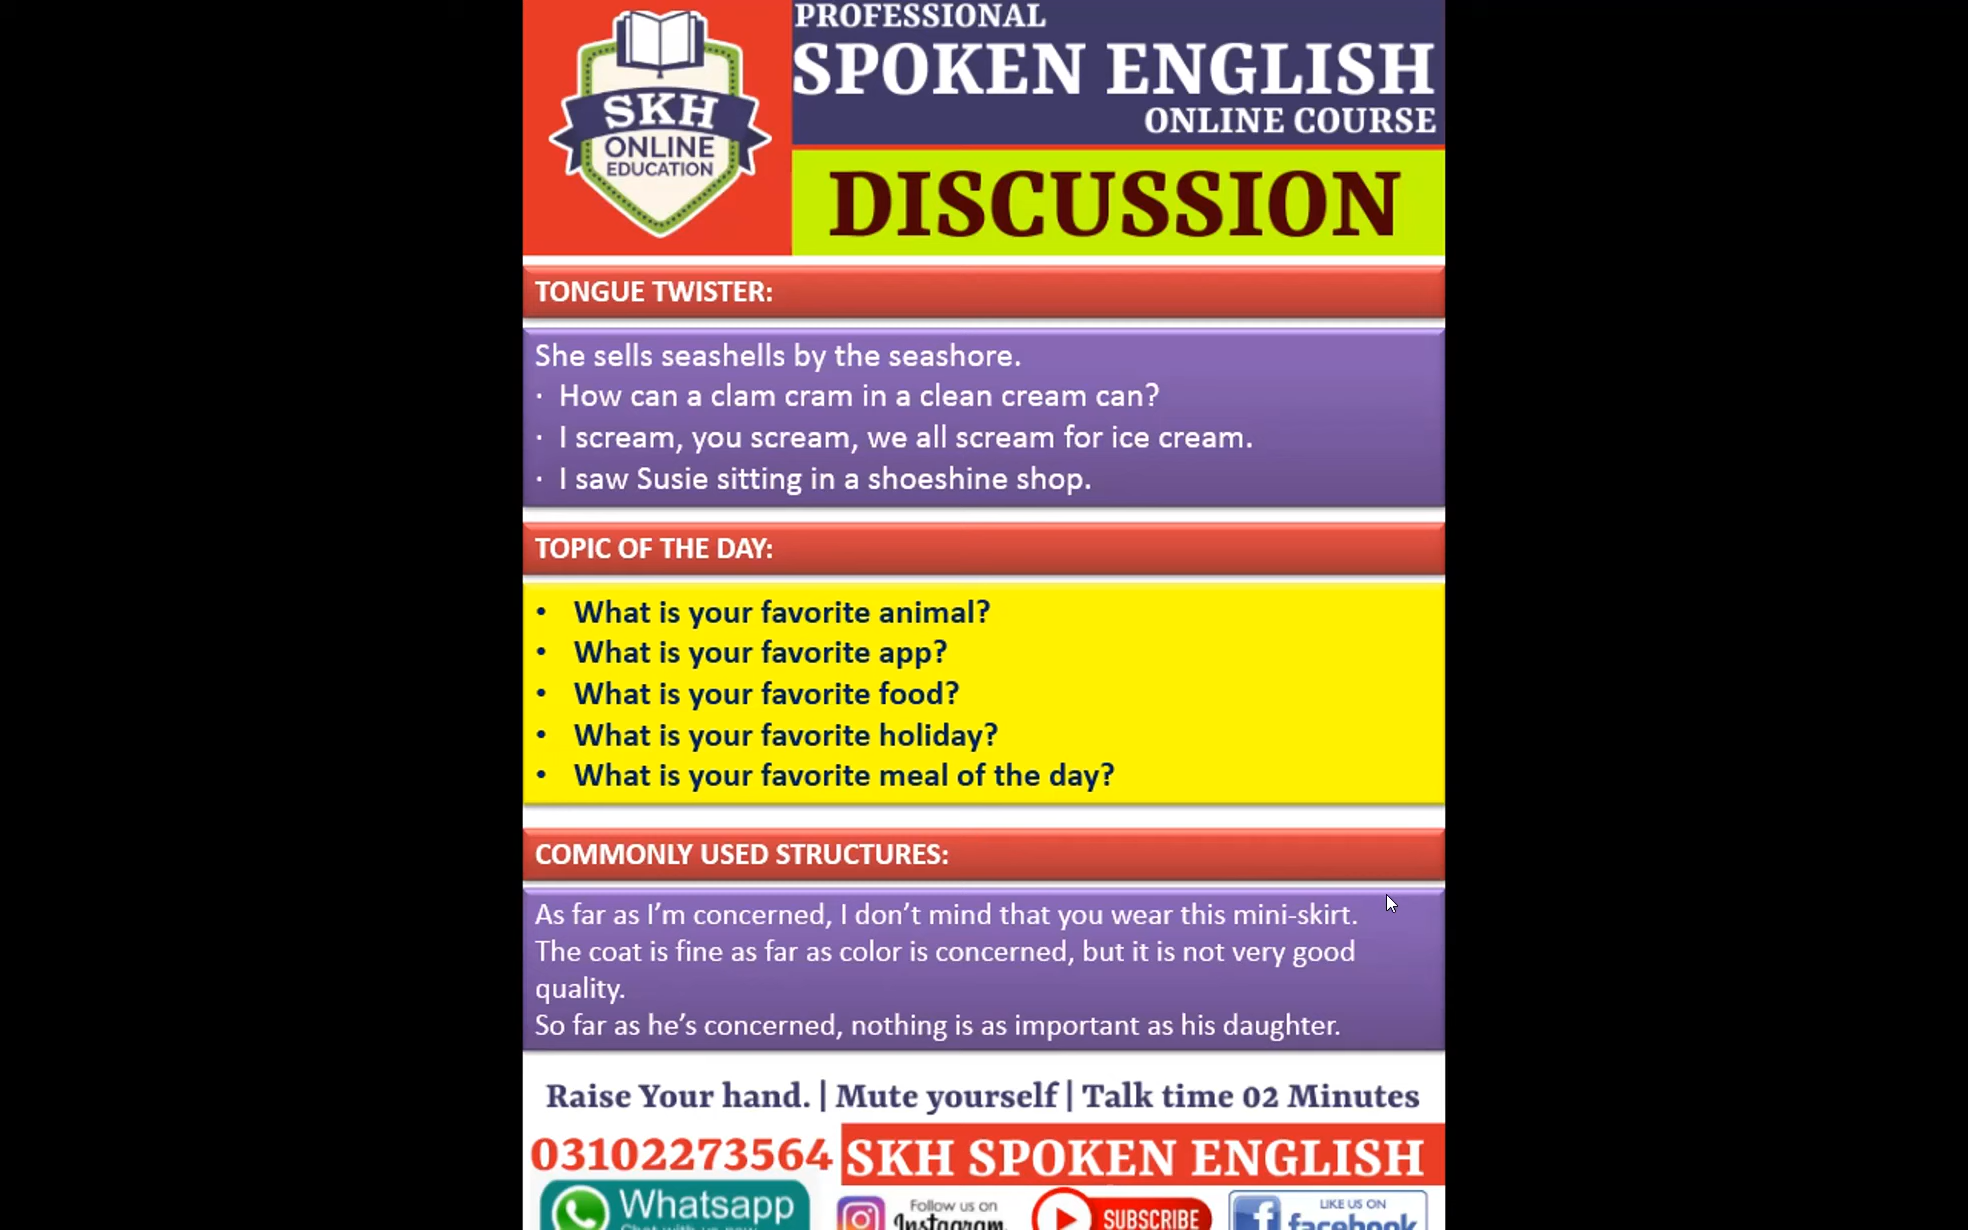 SKH
ONLINE
EDUCATION
PROFESSIONAL
SPOKEN ENGLISH
ONLINE COURSE
DISCUSSION
TONGUE TWISTER:
She sells seashells by the seashore.
· How can a clam cram in a clean cream can?
· I scream, you scream, we all scream for ice cream.
· I saw Susie sitting in a shoeshine shop.
TOPIC OF THE DAY:
• What is your favorite animal?
• What is your favorite app?
• What is your favorite food?
• What is your favorite holiday?
• What is your favorite meal of the day?
COMMONLY USED STRUCTURES:
As far as I’m concerned, I don’t mind that you wear this mini-skirt.
The coat is fine as far as color is concerned, but it is not very good
quality.
So far as he’s concerned, nothing is as important as his daughter.
Raise Your hand. | Mute yourself | Talk time 02 Minutes
03102273564 SKH SPOKEN ENGLISH
Whatsapp
Chat with us now
Follow us on
Instagram
SUBSCRIBE
LIKE US ON
facebook